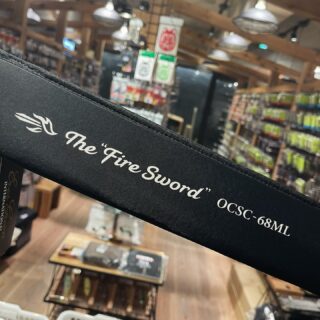 The "Fire Sword" OCSC-68ML